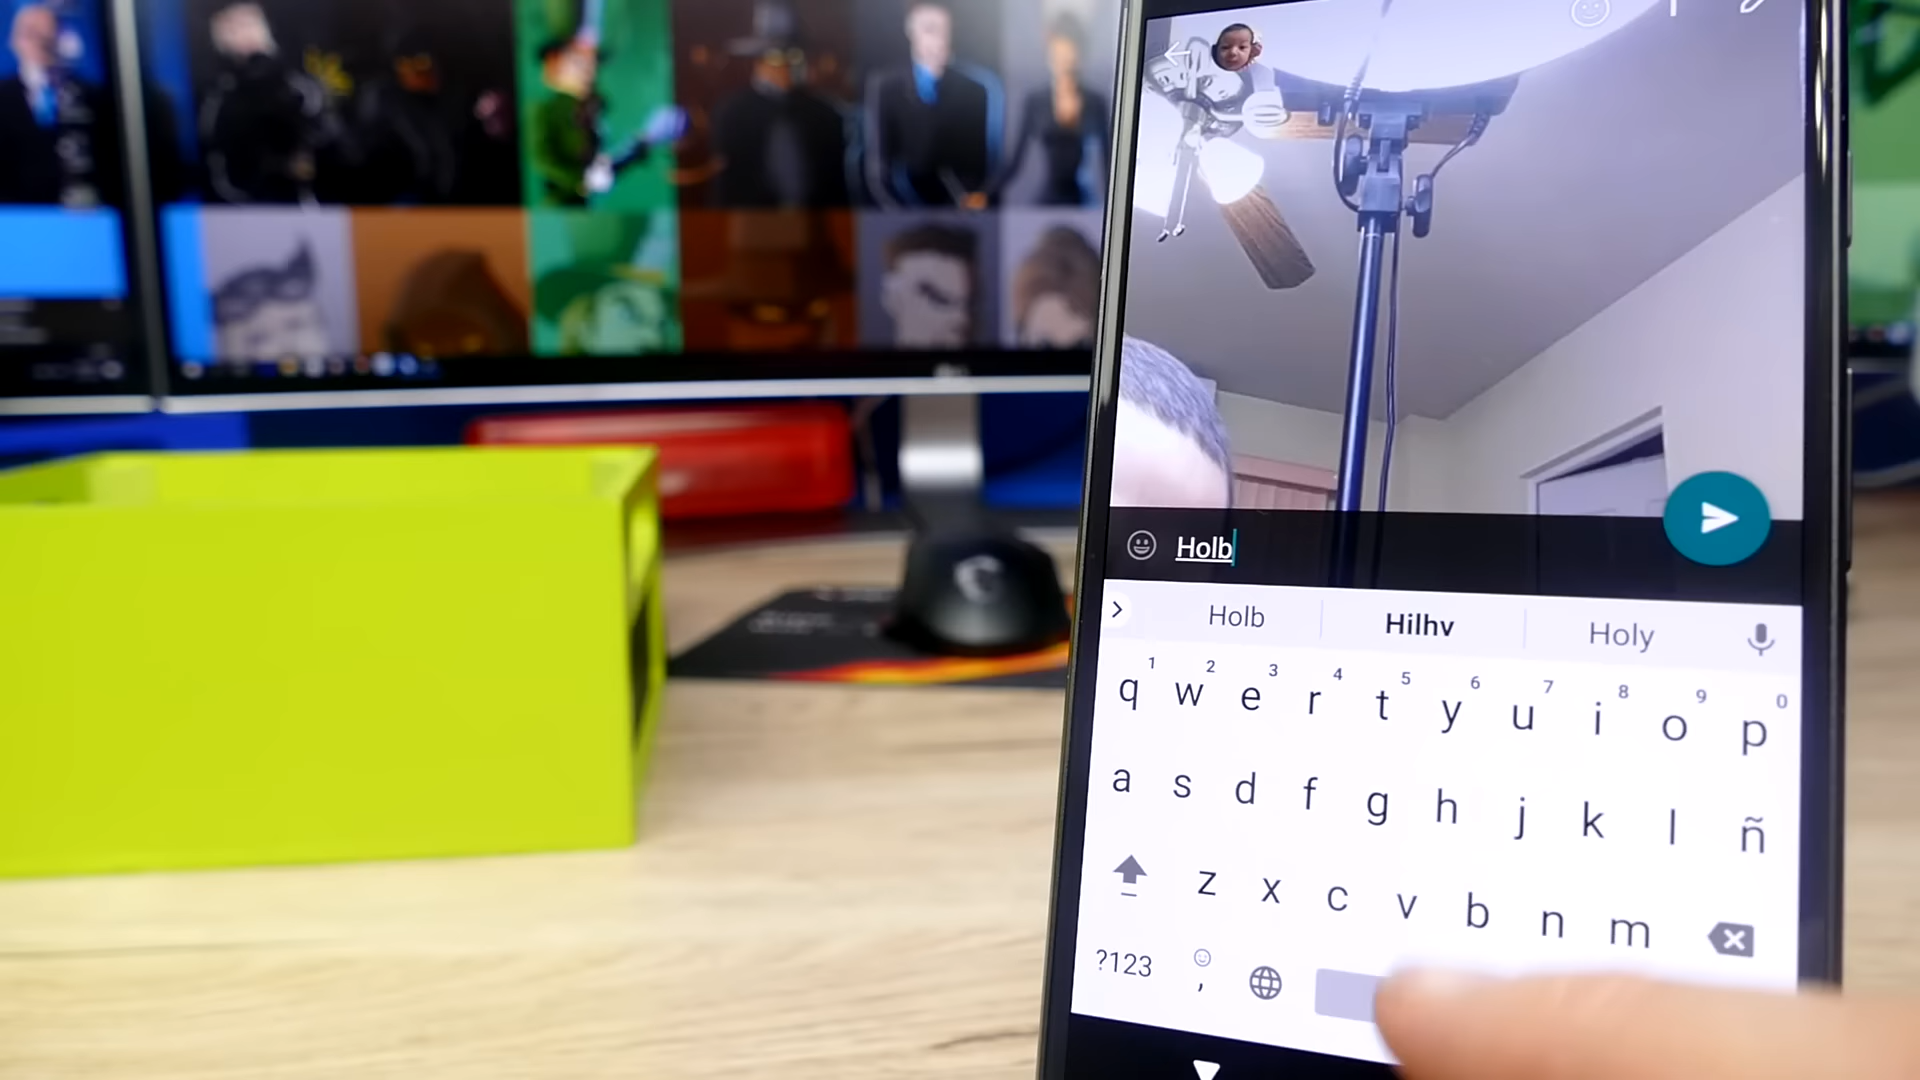 Holb
Holb Hilhv Holy
1 2 3 4 5 6 7 8 9 0
q w e r t y u i o p
a s d f g h j k l ñ
z x c v b n m
?123 ,